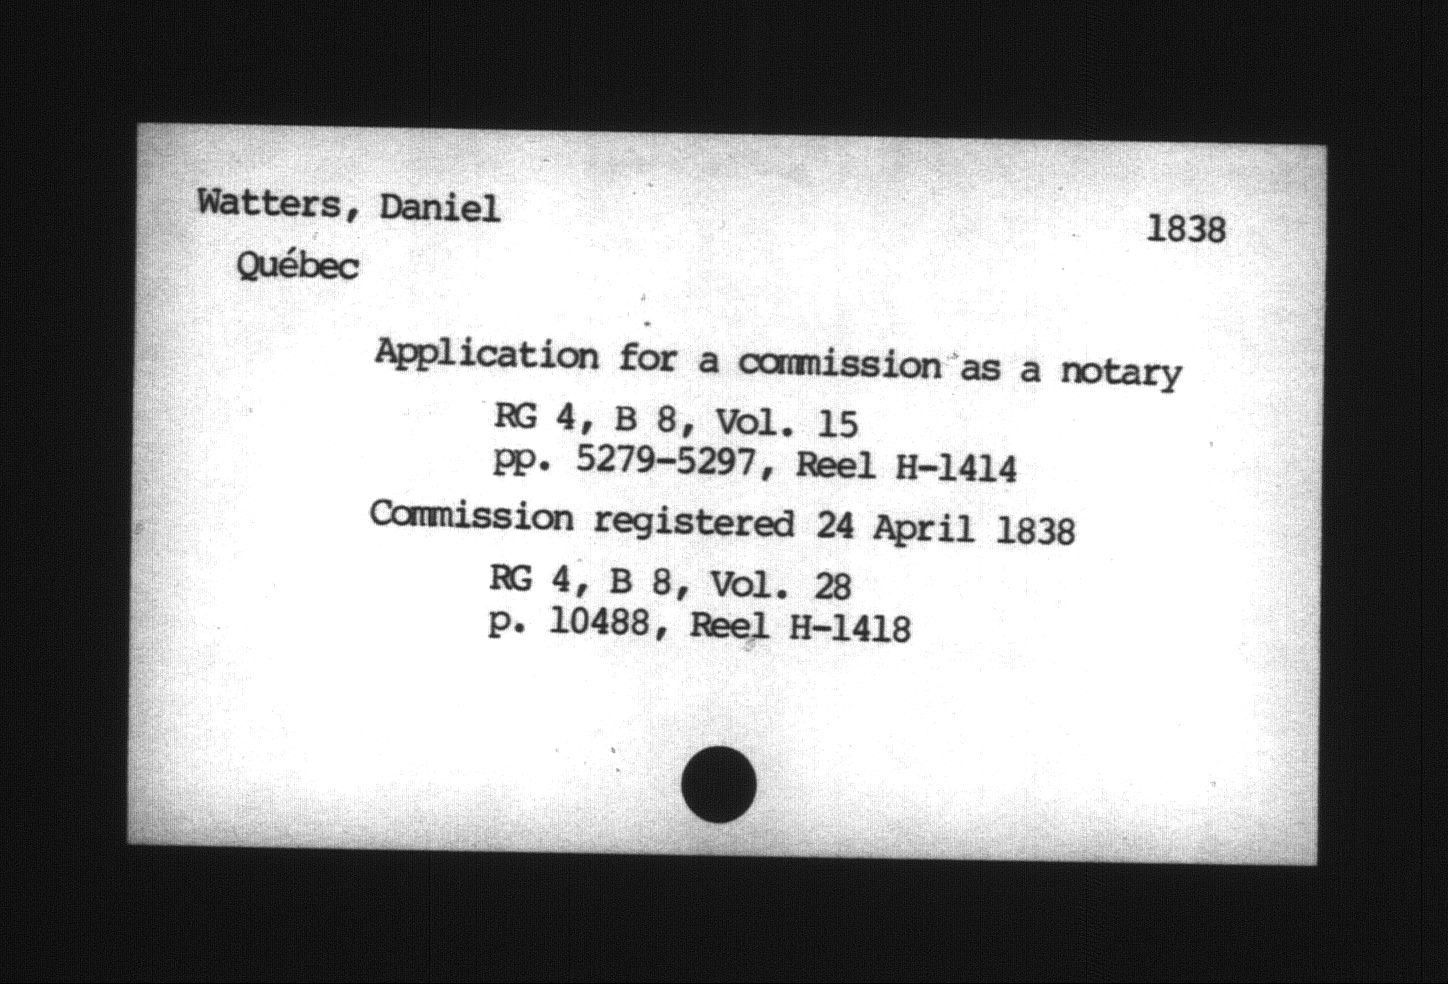 Watters, Daniel
1838
Québec
Application for a commission as a notary
RG 4, B 8, Vol. 15
pp. 5279-5297, Reel H-1414
Commission registered 24 April 1838
RG 4, B 8, Vol. 28
p. 10488, Reel H-1418